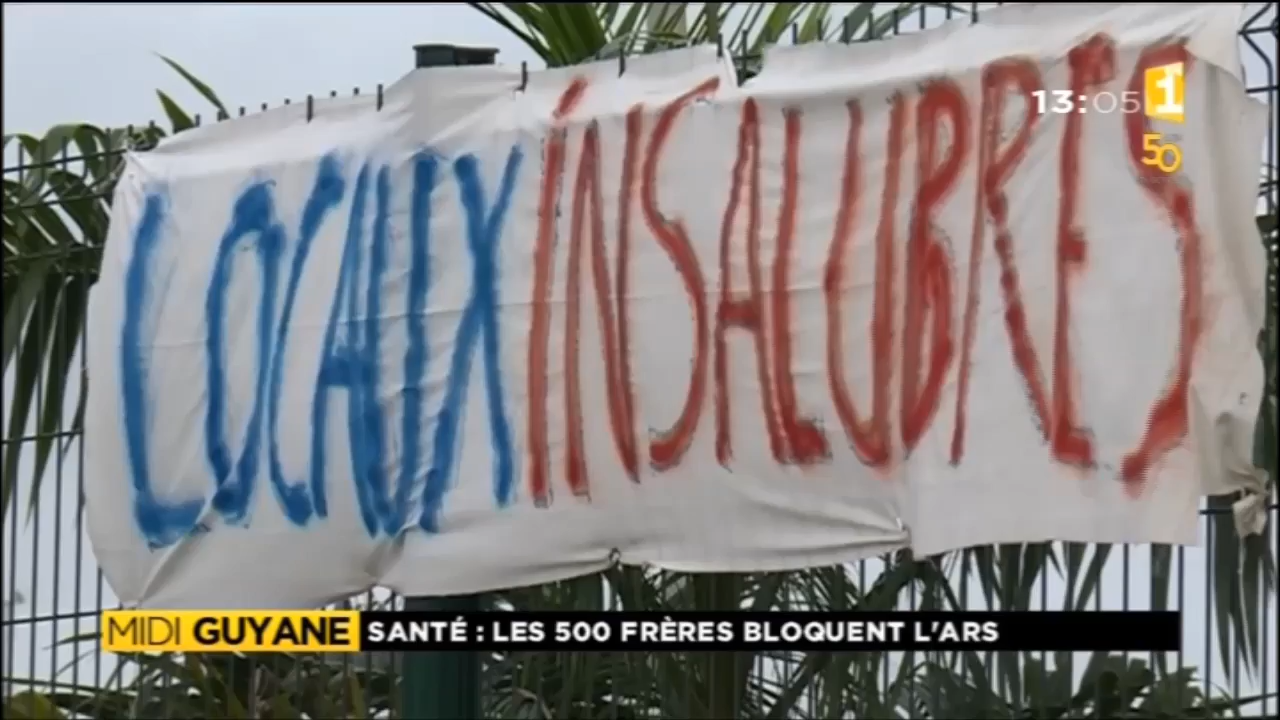 13:05 1
50
LOCAUX INSALUBRES
MIDI GUYANE SANTÉ : LES 500 FRÈRES BLOQUENT L'ARS